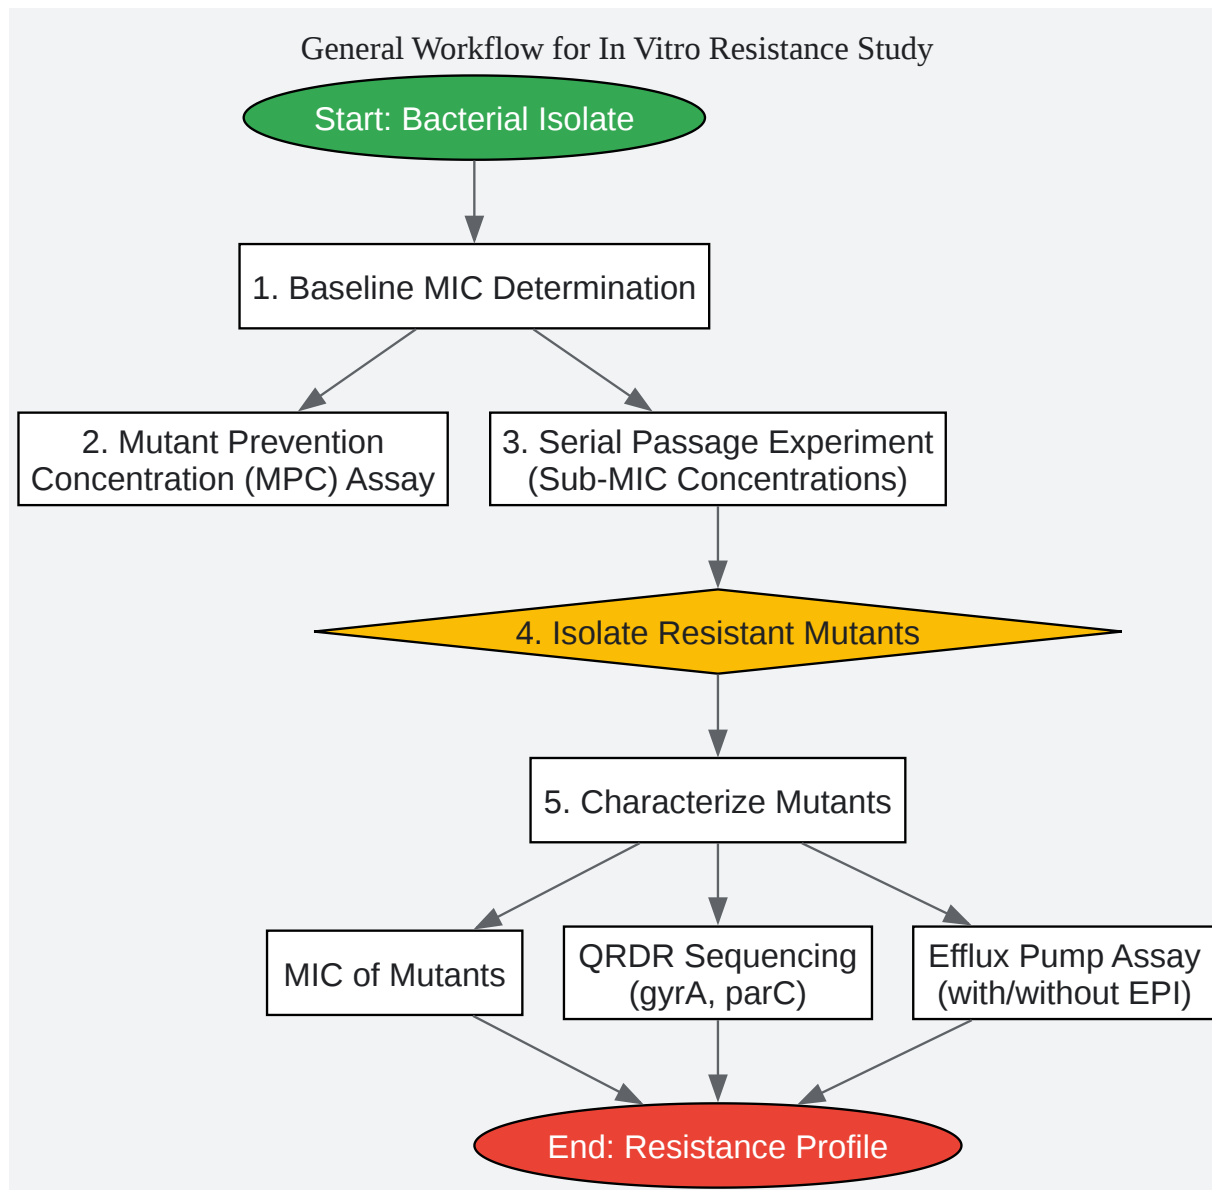 General Workflow for In Vitro Resistance Study
Start: Bacterial Isolate
1. Baseline MIC Determination
2. Mutant Prevention
Concentration (MPC) Assay
3. Serial Passage Experiment
(Sub-MIC Concentrations)
4. Isolate Resistant Mutants
5. Characterize Mutants
MIC of Mutants
QRDR Sequencing
(gyrA, parC)
Efflux Pump Assay
(with/without EPI)
End: Resistance Profile